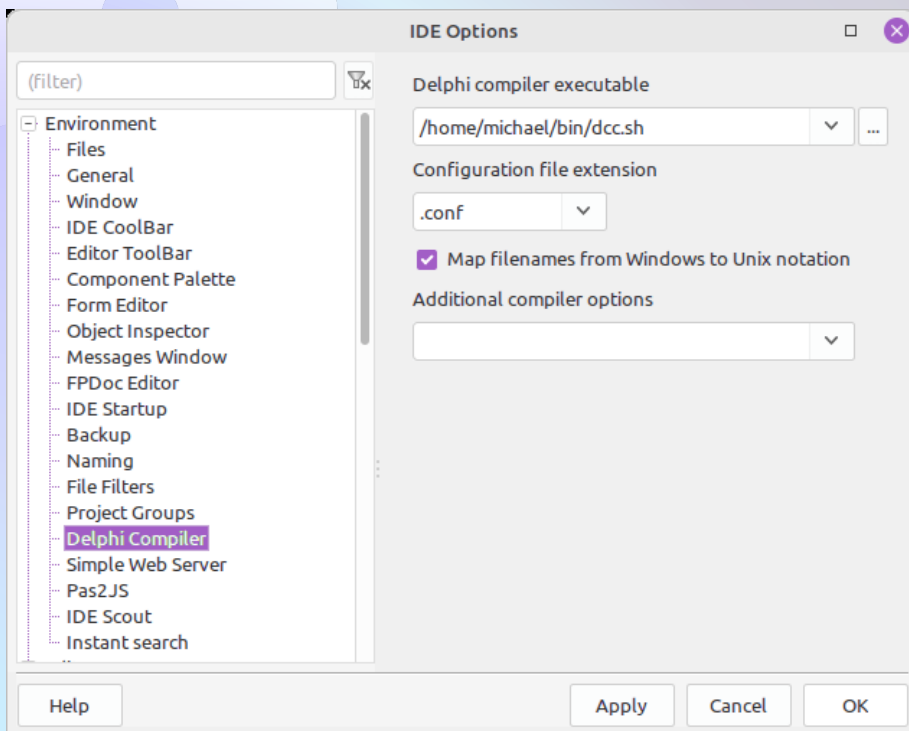 IDE Options
(filter)
Environment
Files
General
Window
IDE CoolBar
Editor ToolBar
Component Palette
Form Editor
Object Inspector
Messages Window
FPDoc Editor
IDE Startup
Backup
Naming
File Filters
Project Groups
Delphi Compiler
Simple Web Server
Pas2JS
IDE Scout
Instant search
Delphi compiler executable
/home/michael/bin/dcc.sh
...
Configuration file extension
.conf
Map filenames from Windows to Unix notation
Additional compiler options
Help
Apply
Cancel
OK